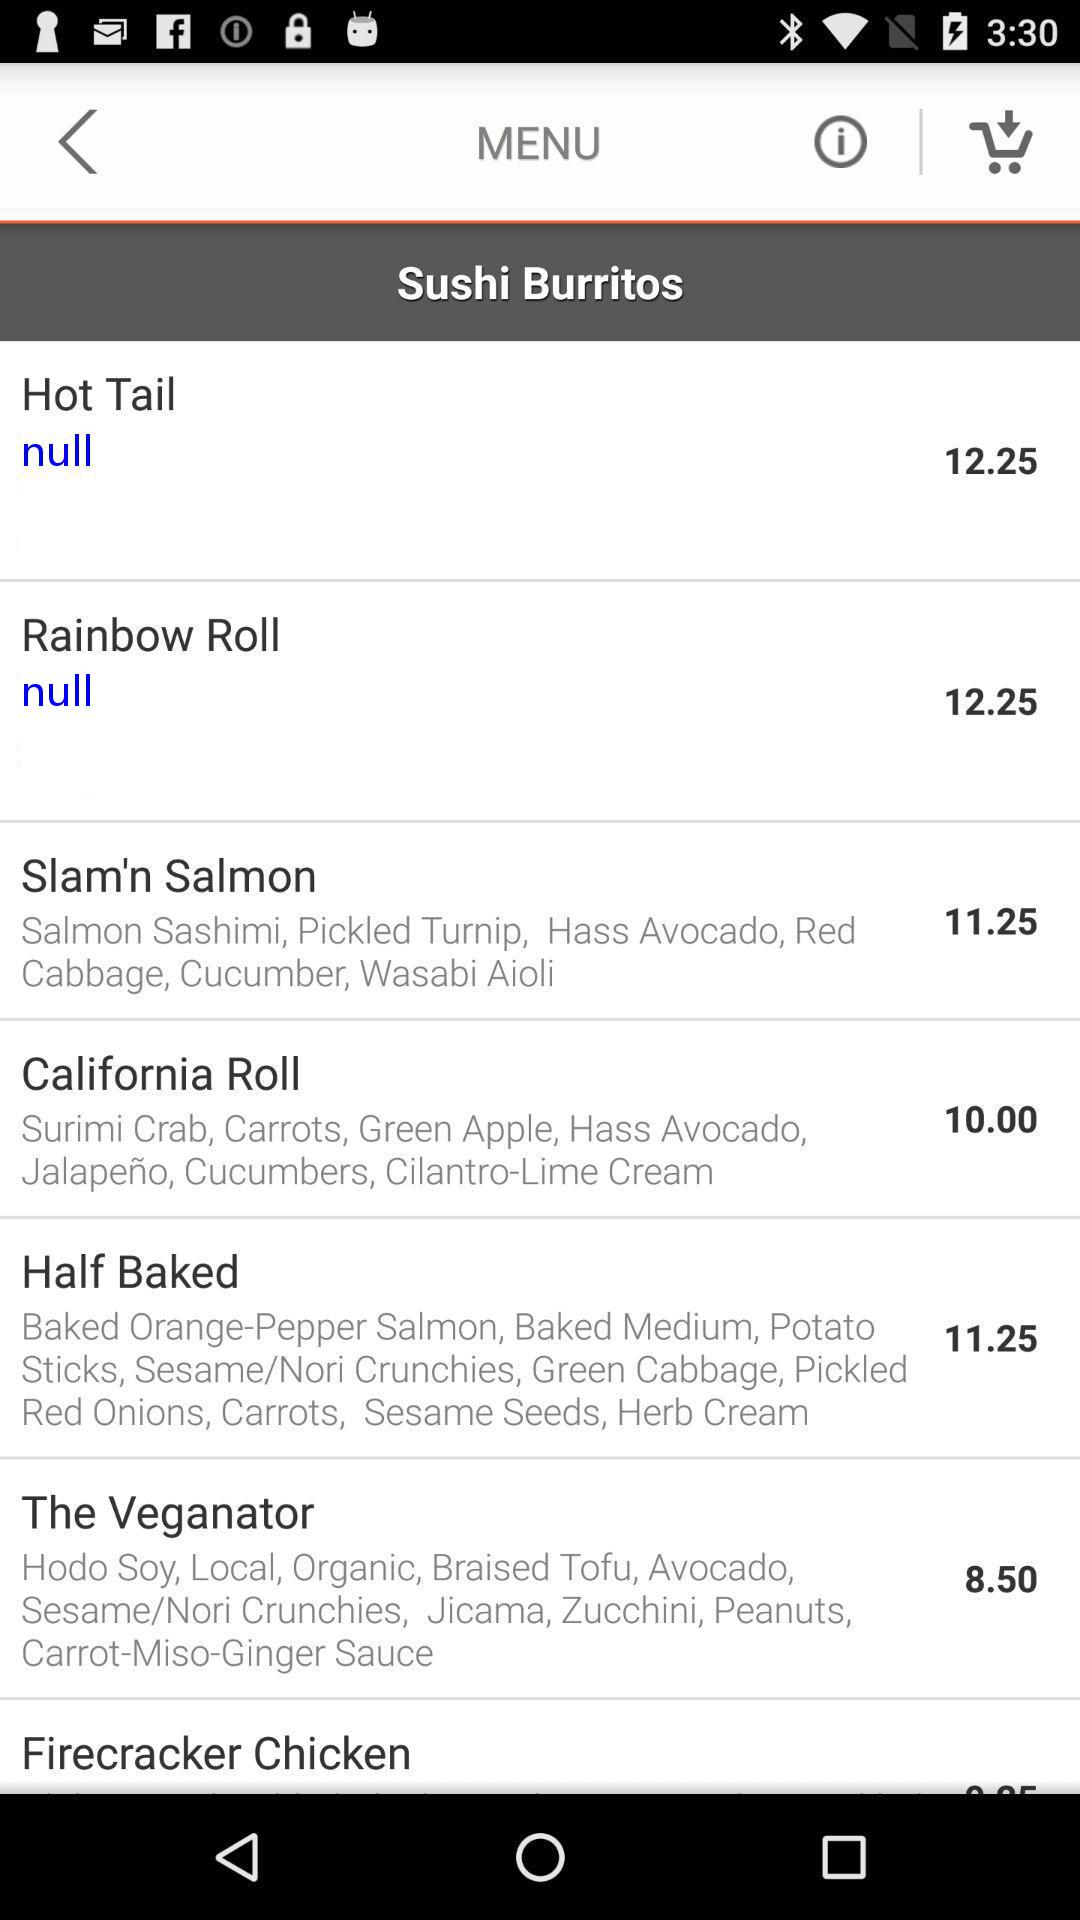 3:30
MENU
Sushi Burritos
Hot Tail
null
12.25
Rainbow Roll
null
12.25
Slam'n Salmon
Salmon Sashimi, Pickled Turnip,  Hass Avocado, Red
Cabbage, Cucumber, Wasabi Aioli
11.25
California Roll
Surimi Crab, Carrots, Green Apple, Hass Avocado,
Jalapeño, Cucumbers, Cilantro-Lime Cream
10.00
Half Baked
Baked Orange-Pepper Salmon, Baked Medium, Potato
Sticks, Sesame/Nori Crunchies, Green Cabbage, Pickled
Red Onions, Carrots,  Sesame Seeds, Herb Cream
11.25
The Veganator
Hodo Soy, Local, Organic, Braised Tofu, Avocado,
Sesame/Nori Crunchies,  Jicama, Zucchini, Peanuts,
Carrot-Miso-Ginger Sauce
8.50
Firecracker Chicken